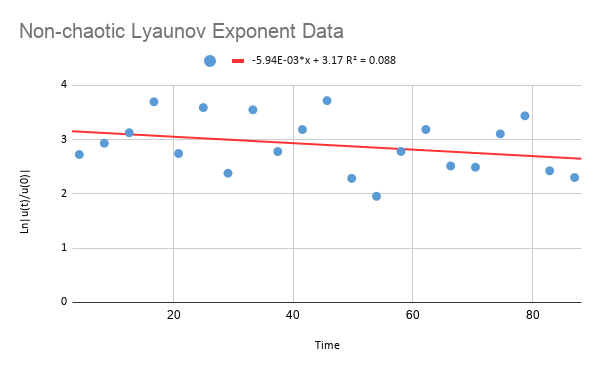 Non-chaotic Lyaunov Exponent Data
-5.94E-03*x + 3.17 R² = 0.088
4
3
2
1
0
Ln|u(t)/u(0)|
20 40 60 80
Time